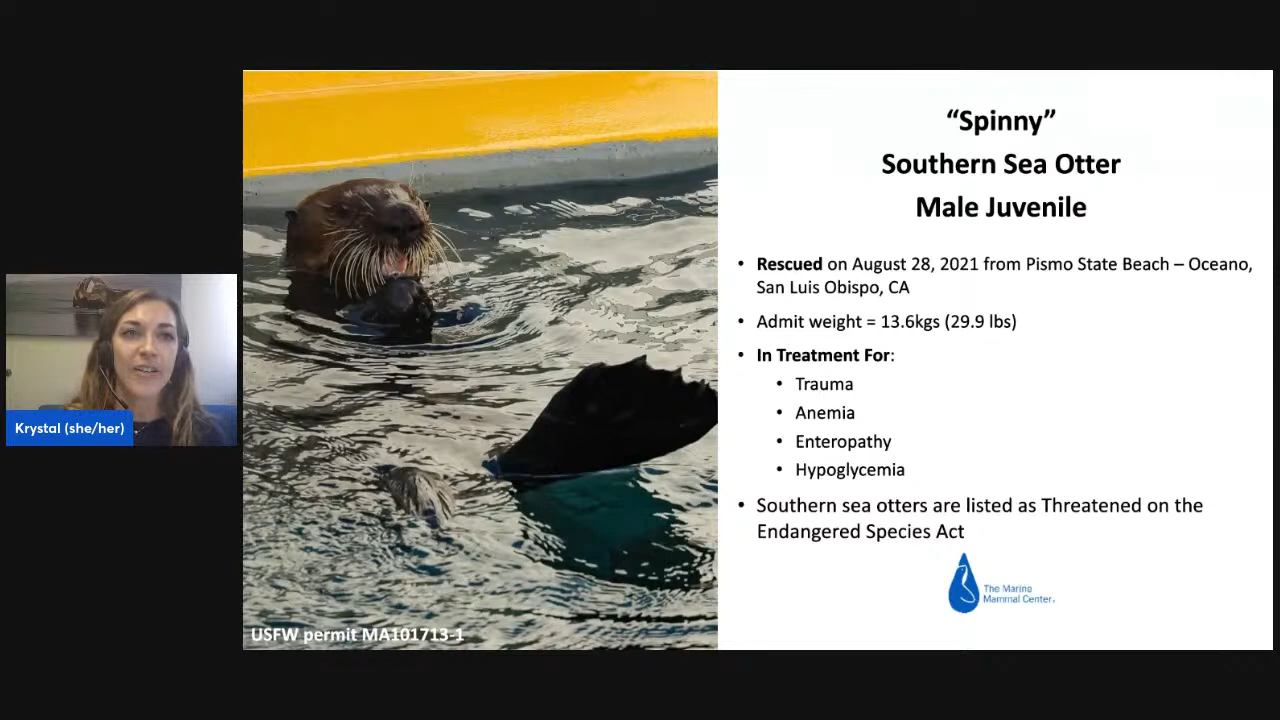 “Spinny”
Southern Sea Otter
Male Juvenile
• Rescued on August 28, 2021 from Pismo State Beach – Oceano,
San Luis Obispo, CA
• Admit weight = 13.6kgs (29.9 lbs)
• In Treatment For:
• Trauma
• Anemia
• Enteropathy
• Hypoglycemia
• Southern sea otters are listed as Threatened on the
Endangered Species Act
The Marine
Mammal Center.
Krystal (she/her)
USFW permit MA101713-1